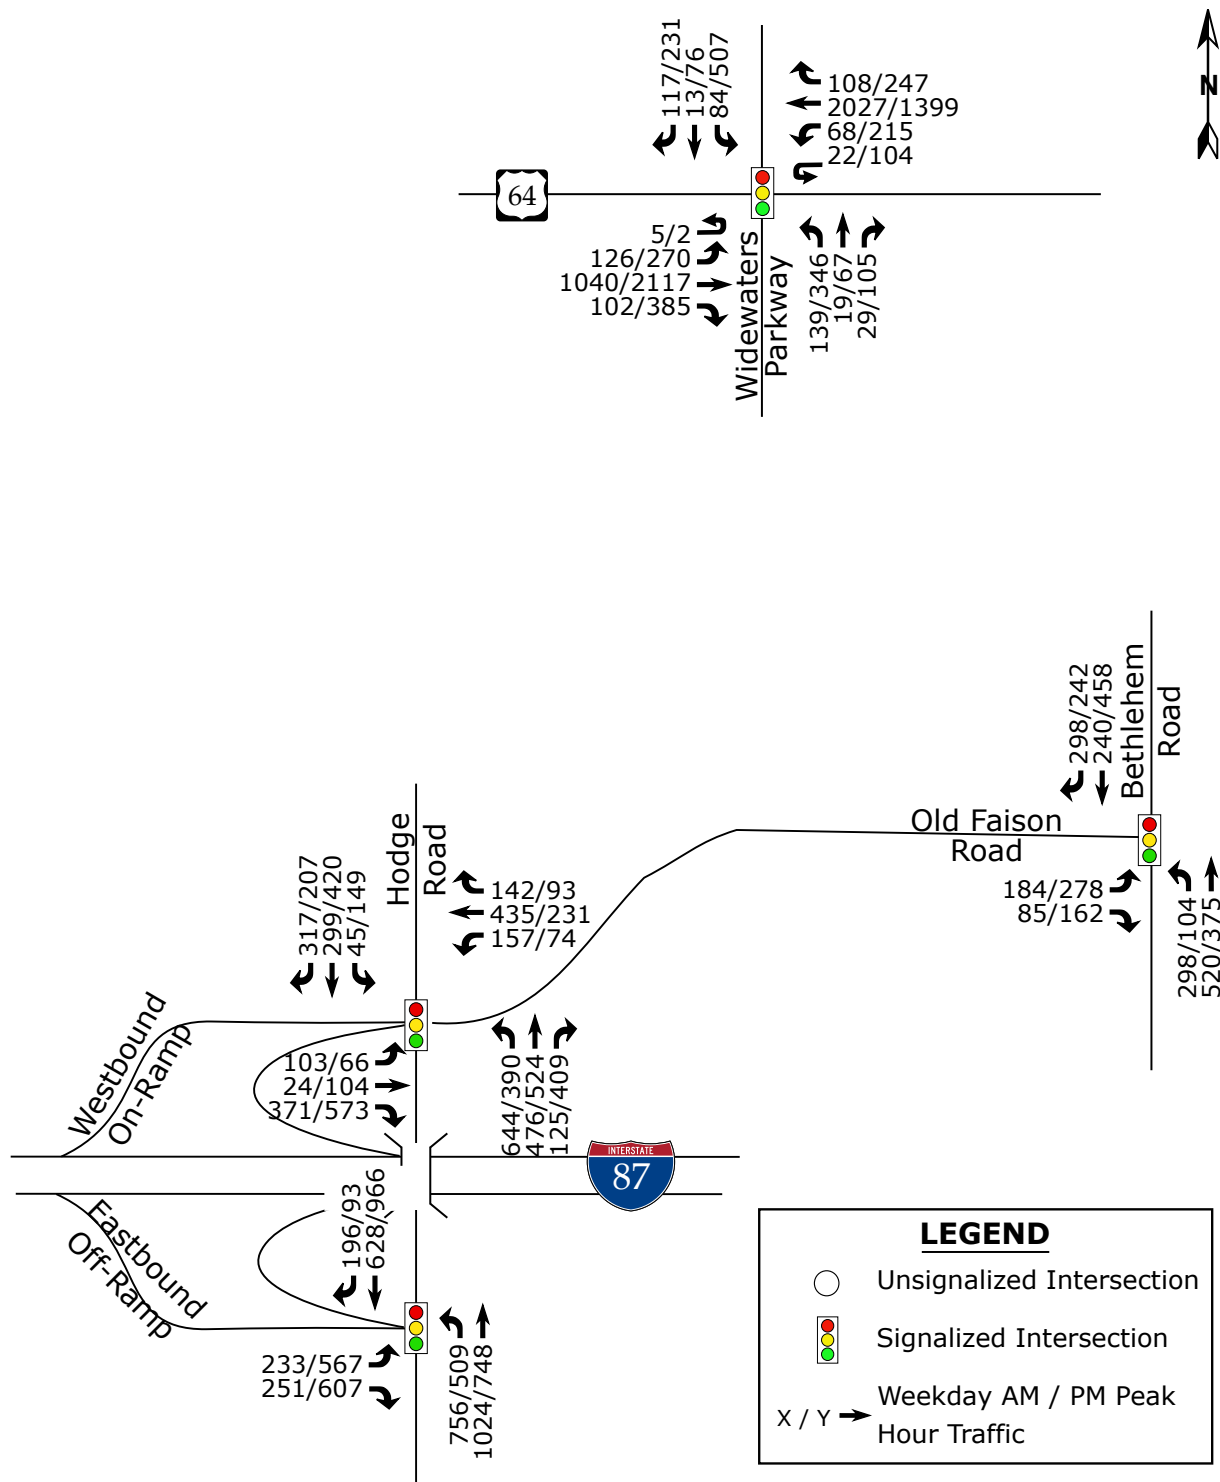 117/231
13/76
84/507
108/247
2027/1399
68/215
22/104
N
64
5/2
126/270
1040/2117
102/385
Widewaters
Parkway
139/346
19/67
29/105
298/242
240/458
Bethlehem
Road
Old Faison
Road
184/278
85/162
298/104
520/375
Hodge
Road
317/207
299/420
45/149
142/93
435/231
157/74
Westbound
On-Ramp
103/66
24/104
371/573
644/390
476/524
125/409
INTERSTATE
87
Eastbound
Off-Ramp
196/93
628/966
233/567
251/607
756/509
1024/748
LEGEND
Unsignalized Intersection
Signalized Intersection
X / Y
Weekday AM / PM Peak
Hour Traffic